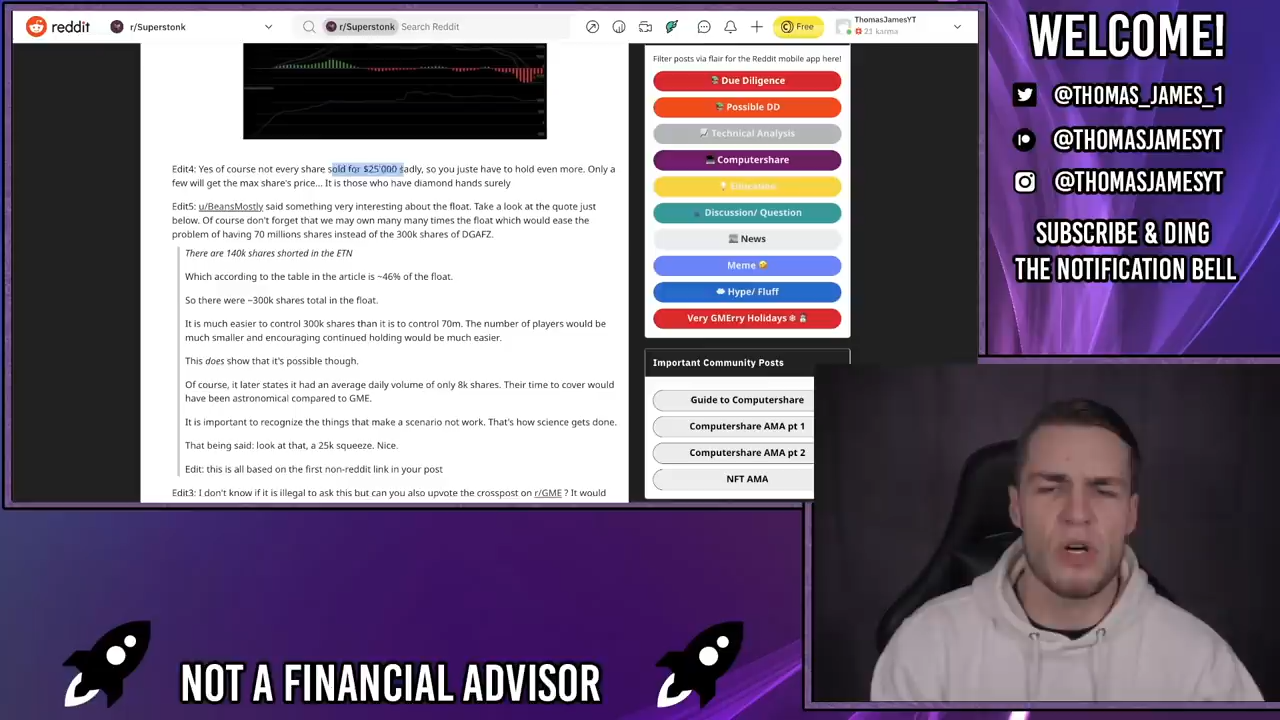 reddit
r/Superstonk
r/Superstonk Search Reddit
Free
ThomasJamesYT
21 karma
Edit4: Yes of course not every share sold for $25'000 sadly, so you juste have to hold even more. Only a
few will get the max share's price... It is those who have diamond hands surely
Edit5: u/BeansMostly said something very interesting about the float. Take a look at the quote just
below. Of course don't forget that we may own many many times the float which would ease the
problem of having 70 millions shares instead of the 300k shares of DGAFZ.
There are 140k shares shorted in the ETN
Which according to the table in the article is ~46% of the float.
So there were ~300k shares total in the float.
It is much easier to control 300k shares than it is to control 70m. The number of players would be
much smaller and encouraging continued holding would be much easier.
This does show that it's possible though.
Of course, it later states it had an average daily volume of only 8k shares. Their time to cover would
have been astronomical compared to GME.
It is important to recognize the things that make a scenario not work. That's how science gets done.
That being said: look at that, a 25k squeeze. Nice.
Edit: this is all based on the first non-reddit link in your post
Edit3: I don't know if it is illegal to ask this but can you also upvote the crosspost on r/GME ? It would
Filter posts via flair for the Reddit mobile app here!
Due Diligence
Possible DD
Technical Analysis
Computershare
Education
Discussion/ Question
News
Meme 🤣
Hype/ Fluff
Very GMErry Holidays ❄ ⛄
Important Community Posts
Guide to Computershare
Computershare AMA pt 1
Computershare AMA pt 2
NFT AMA
WELCOME!
@THOMAS_JAMES_1
@THOMASJAMESYT
@THOMASJAMESYT
SUBSCRIBE & DING
THE NOTIFICATION BELL
NOT A FINANCIAL ADVISOR